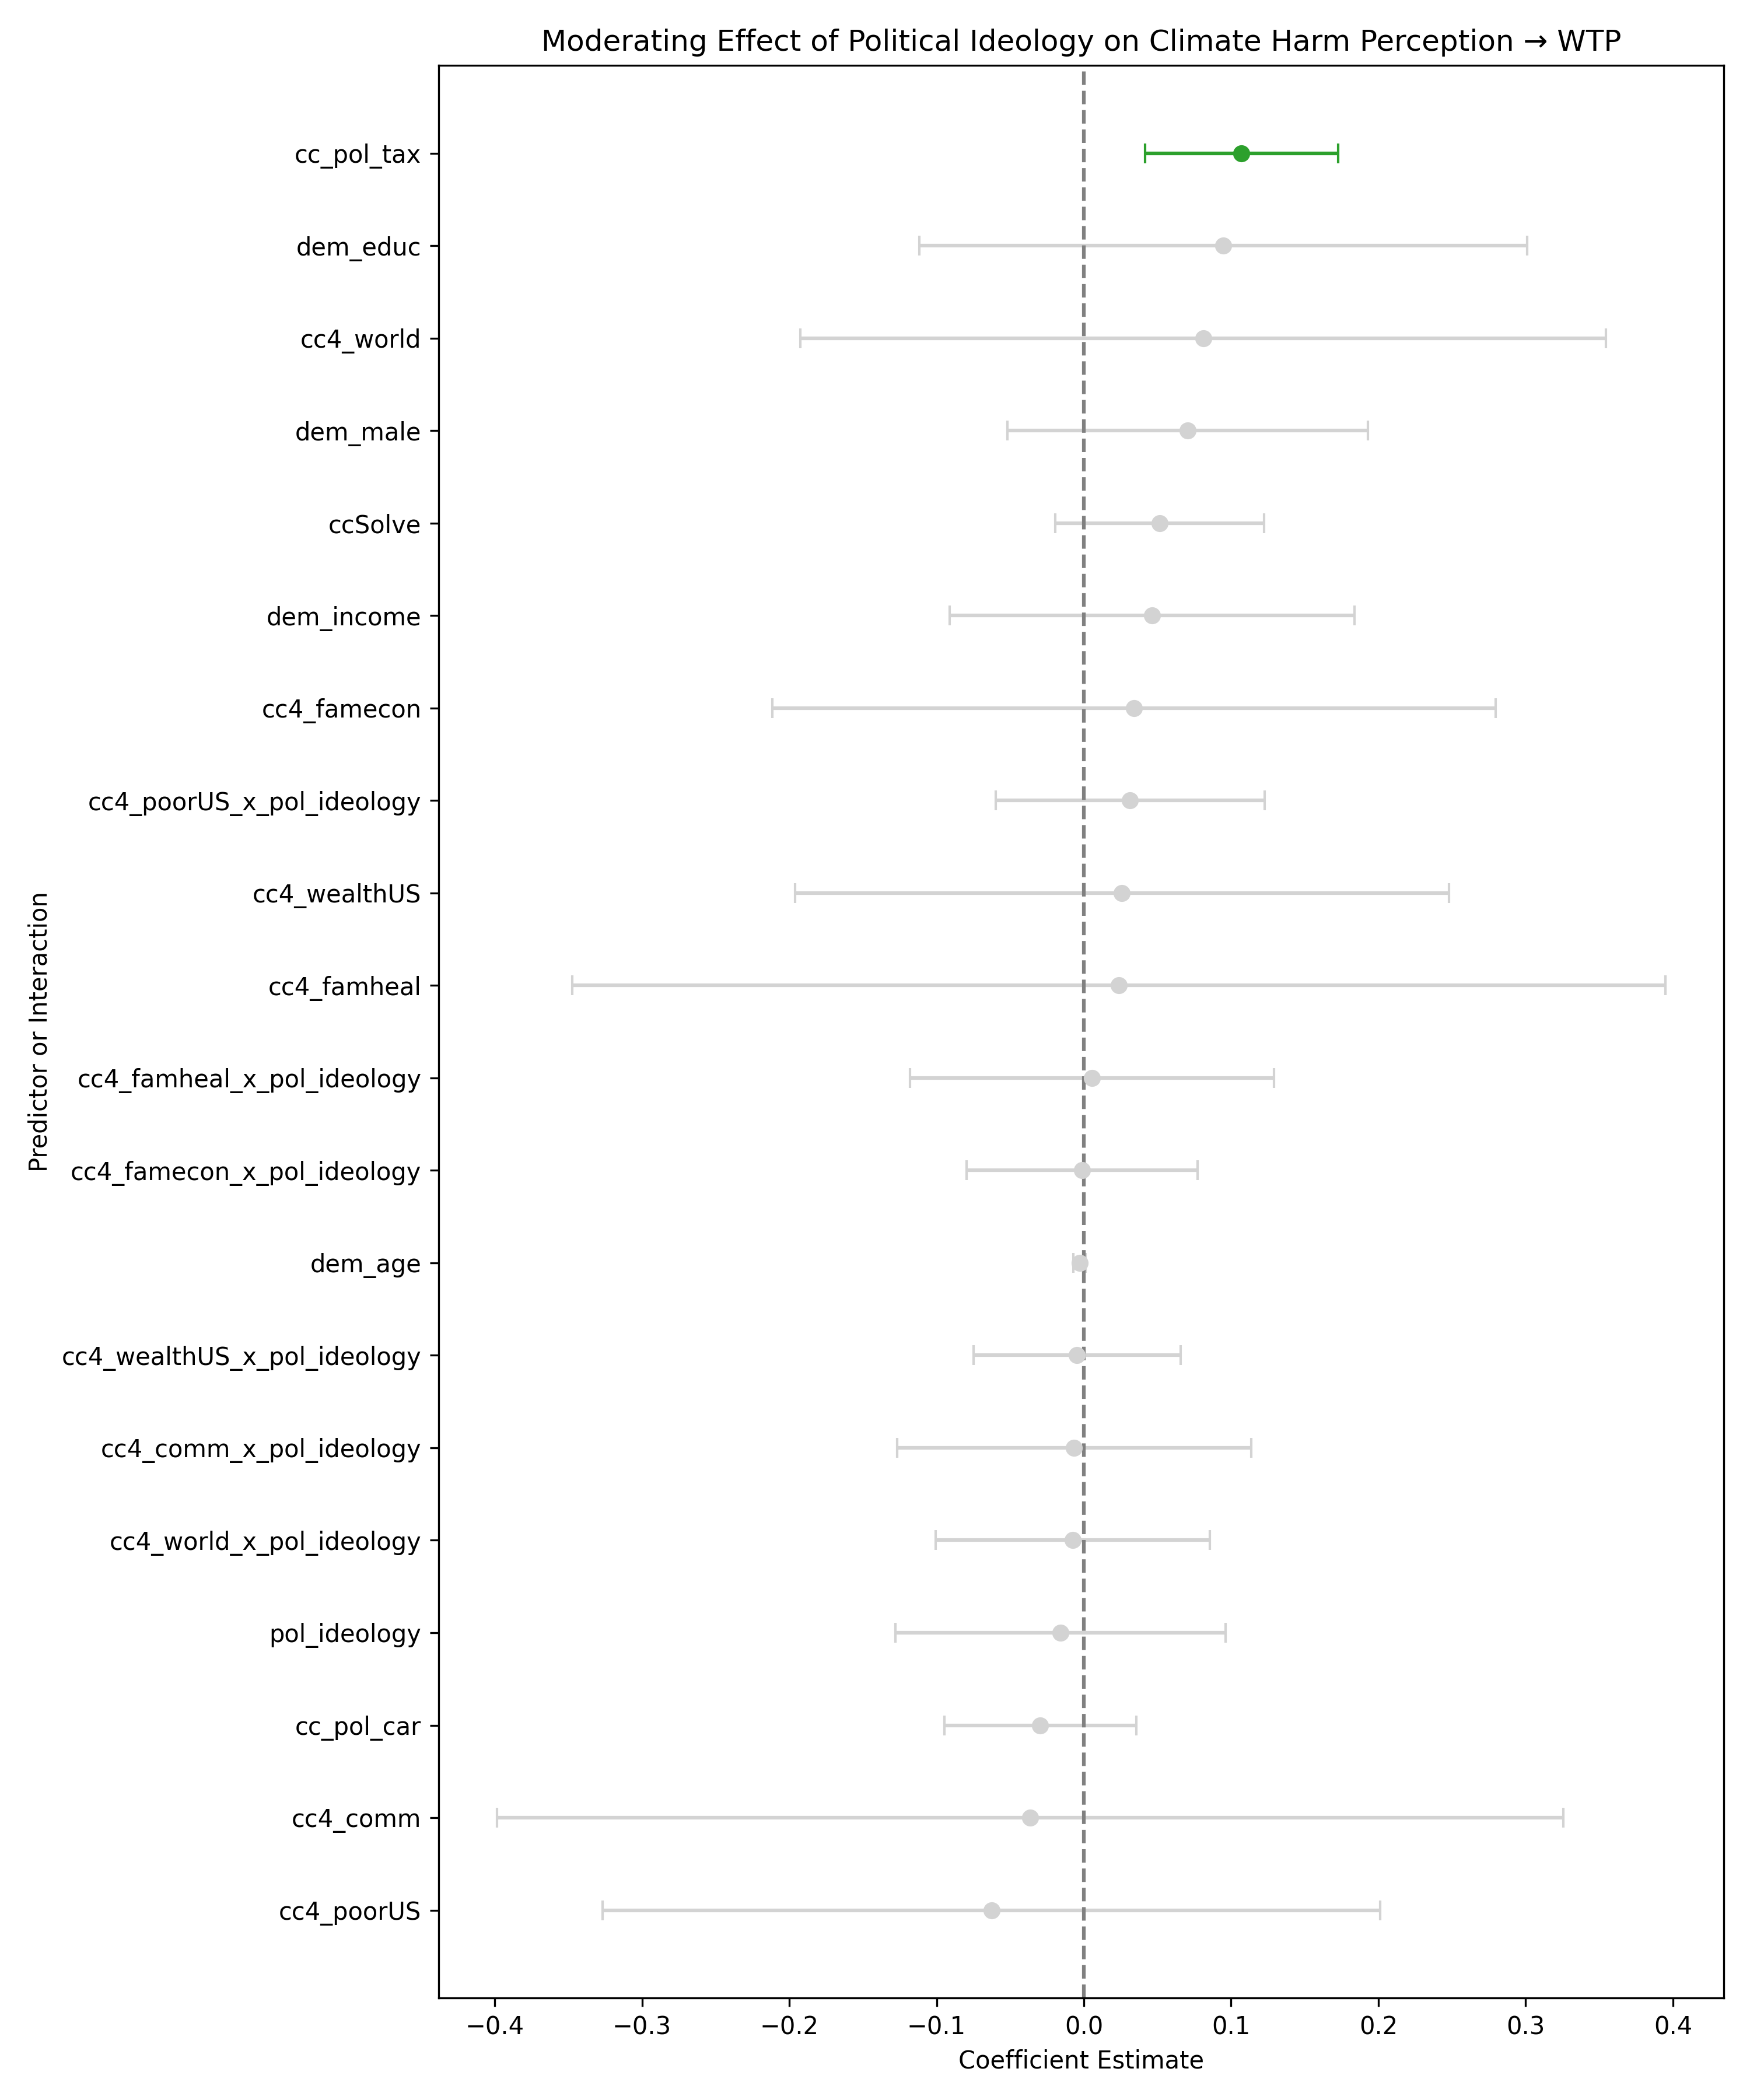 Moderating Effect of Political Ideology on Climate Harm Perception → WTP
Predictor or Interaction
cc_pol_tax
dem_educ
cc4_world
dem_male
ccSolve
dem_income
cc4_famecon
cc4_poorUS_x_pol_ideology
cc4_wealthUS
cc4_famheal
cc4_famheal_x_pol_ideology
cc4_famecon_x_pol_ideology
dem_age
cc4_wealthUS_x_pol_ideology
cc4_comm_x_pol_ideology
cc4_world_x_pol_ideology
pol_ideology
cc_pol_car
cc4_comm
cc4_poorUS
−0.4 −0.3 −0.2 −0.1 0.0 0.1 0.2 0.3 0.4
Coefficient Estimate